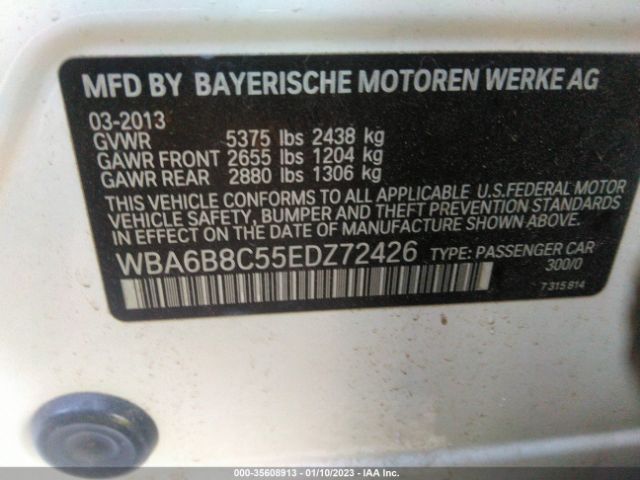 MFD BY BAYERISCHE MOTOREN WERKE AG
03-2013
GVWR 5375 lbs 2438 kg
GAWR FRONT 2655 lbs 1204 kg
GAWR REAR 2880 lbs 1306 kg
THIS VEHICLE CONFORMS TO ALL APPLICABLE U.S.FEDERAL MOTOR
VEHICLE SAFETY, BUMPER AND THEFT PREVENTION STANDARDS
IN EFFECT ON THE DATE OF MANUFACTURE SHOWN ABOVE.
WBA6B8C55EDZ72426 TYPE: PASSENGER CAR
300/0
7 315 814
000-35608913 - 01/10/2023 - IAA Inc.